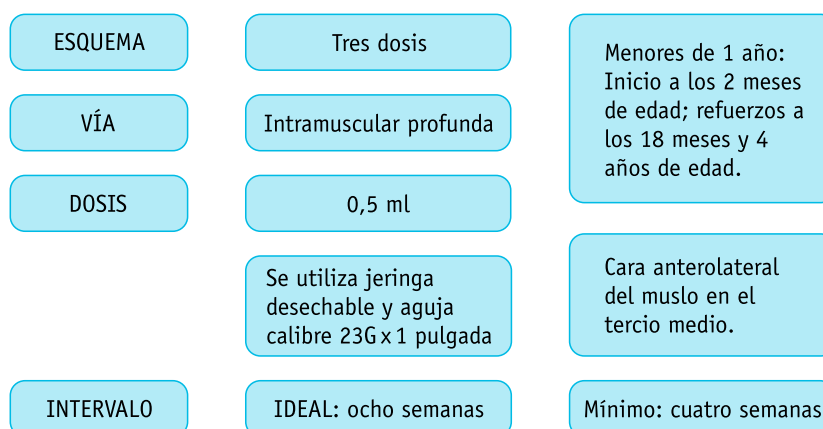 ESQUEMA
Tres dosis
Menores de 1 año:
Inicio a los 2 meses
de edad; refuerzos a
los 18 meses y 4
años de edad.
VÍA
Intramuscular profunda
DOSIS
0,5 ml
Se utiliza jeringa
desechable y aguja
calibre 23G x 1 pulgada
Cara anterolateral
del muslo en el
tercio medio.
INTERVALO
IDEAL: ocho semanas
Mínimo: cuatro semanas